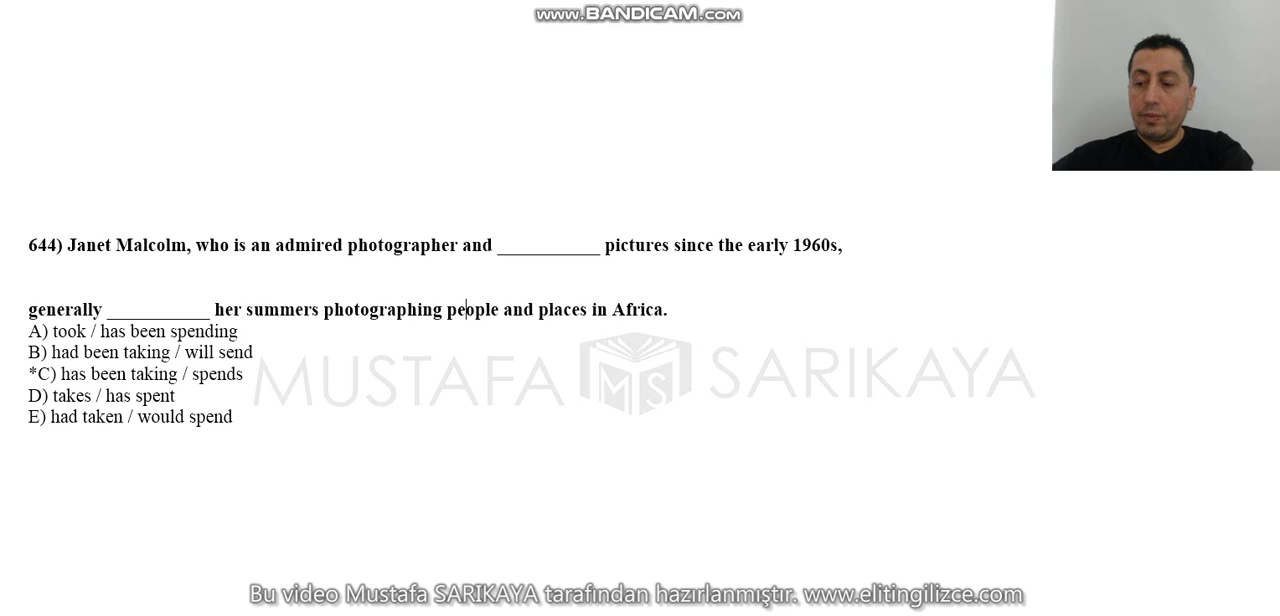 www.BANDICAM.com
644) Janet Malcolm, who is an admired photographer and ___________ pictures since the early 1960s,
generally ___________ her summers photographing people and places in Africa.
A) took / has been spending
B) had been taking / will send
*C) has been taking / spends
D) takes / has spent
E) had taken / would spend
MUSTAFA MS SARIKAYA
Bu video Mustafa SARIKAYA tarafından hazırlanmıştır. www.elitingilizce.com